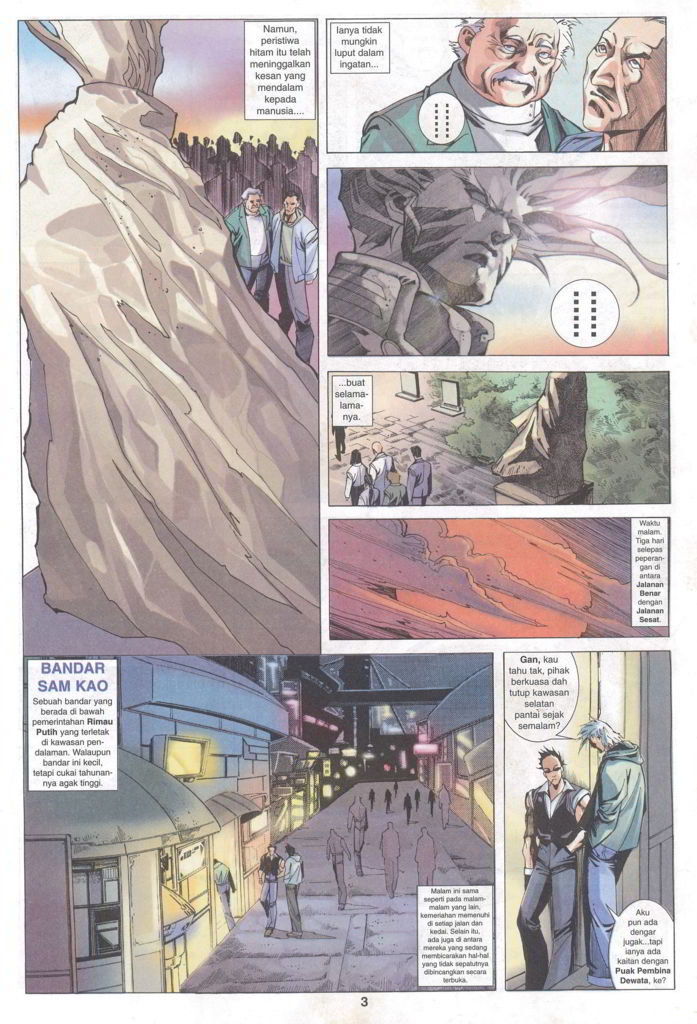 Namun,
peristiwa
hitam itu telah
meninggalkan
kesan yang
mendalam
kepada
manusia....
Ianya tidak
mungkin
luput dalam
ingatan...
...buat
selama-
lama-
nya.
Waktu
malam.
Tiga hari
selepas
peperan-
gan di
antara
Jalanan
Benar
dengan
Jalanan
Sesat.
BANDAR
SAM KAO
Sebuah bandar yang
berada di bawah
pemerintahan Rimau
Putih yang terletak
di kawasan pen-
dalaman. Walaupun
bandar ini kecil,
tetapi cukai tahunan-
nya agak tinggi.
Malam ini sama
seperti pada malam-
malam yang lain,
kemeriahan memenuhi
di setiap jalan dan
kedai. Selain itu,
ada juga di antara
mereka yang sedang
membicarakan hal-hal
yang tidak sepatutnya
dibincangkan secara
terbuka.
Gan, kau
tahu tak, pihak
berkuasa dah
tutup kawasan
selatan
pantai sejak
semalam?
Aku
pun ada
dengar
jugak...tapi
ianya ada
kaitan dengan
Puak Pembina
Dewata, ke?
3